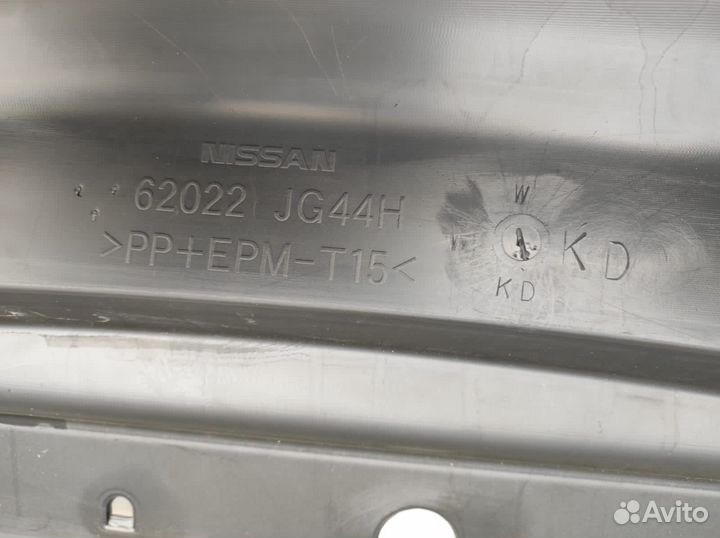 NISSAN
62022 JG44H
>PP+EPM-T15<
W
W KD
KD
Avito